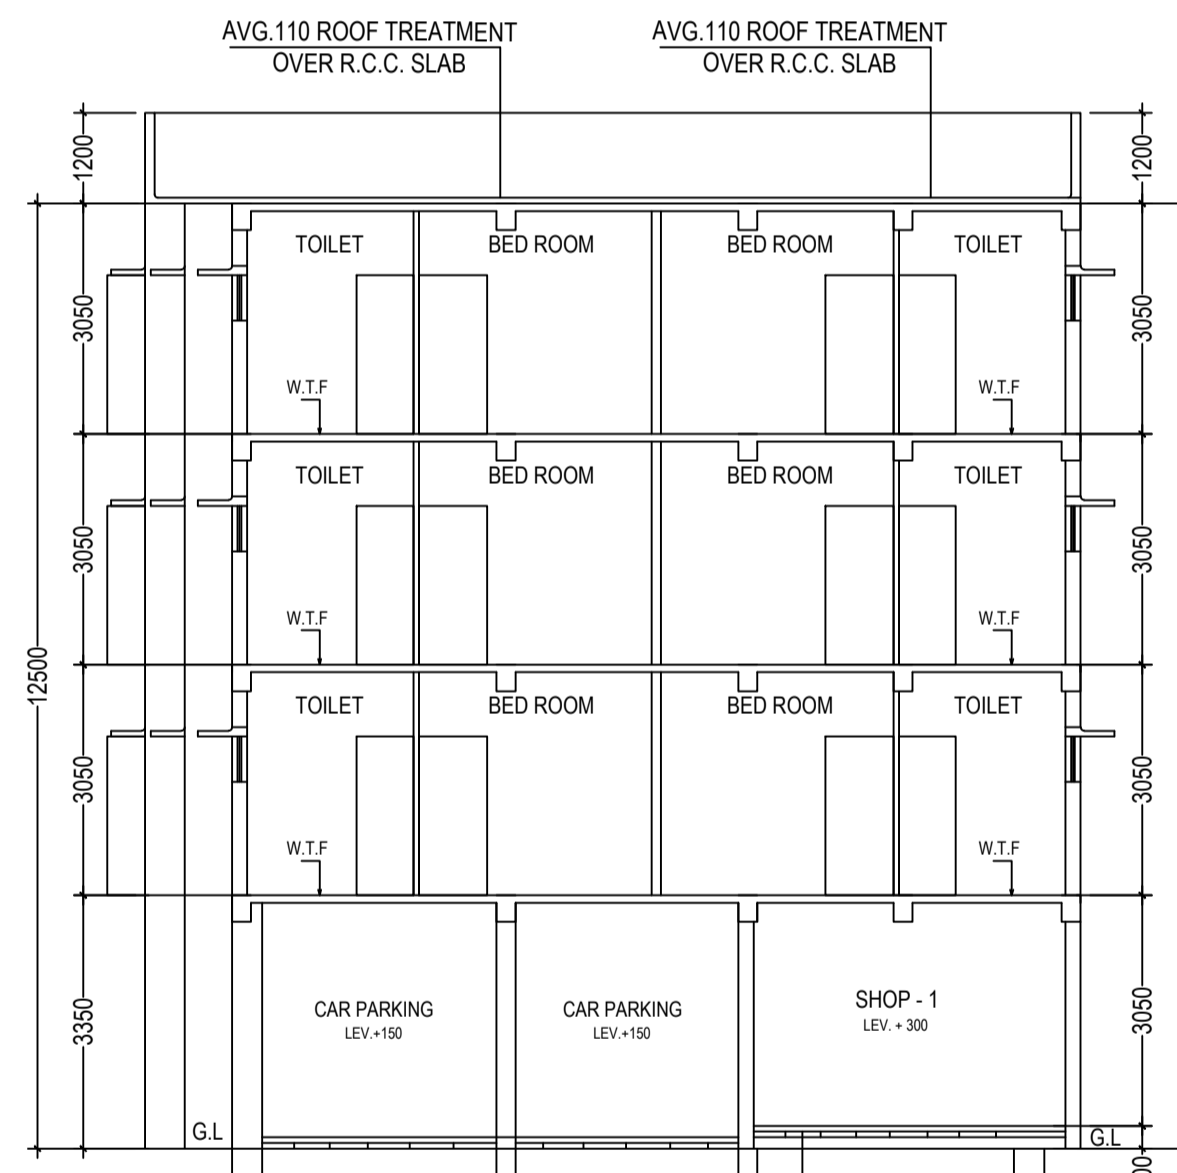 AVG.110 ROOF TREATMENT
OVER R.C.C. SLAB
AVG.110 ROOF TREATMENT
OVER R.C.C. SLAB
1200
1200
12500
3050
TOILET
BED ROOM
BED ROOM
TOILET
3050
W.T.F
W.T.F
3050
TOILET
BED ROOM
BED ROOM
TOILET
3050
W.T.F
W.T.F
3050
TOILET
BED ROOM
BED ROOM
TOILET
3050
W.T.F
W.T.F
3350
CAR PARKING
LEV.+150
CAR PARKING
LEV.+150
SHOP - 1
LEV. + 300
3050
G.L
G.L